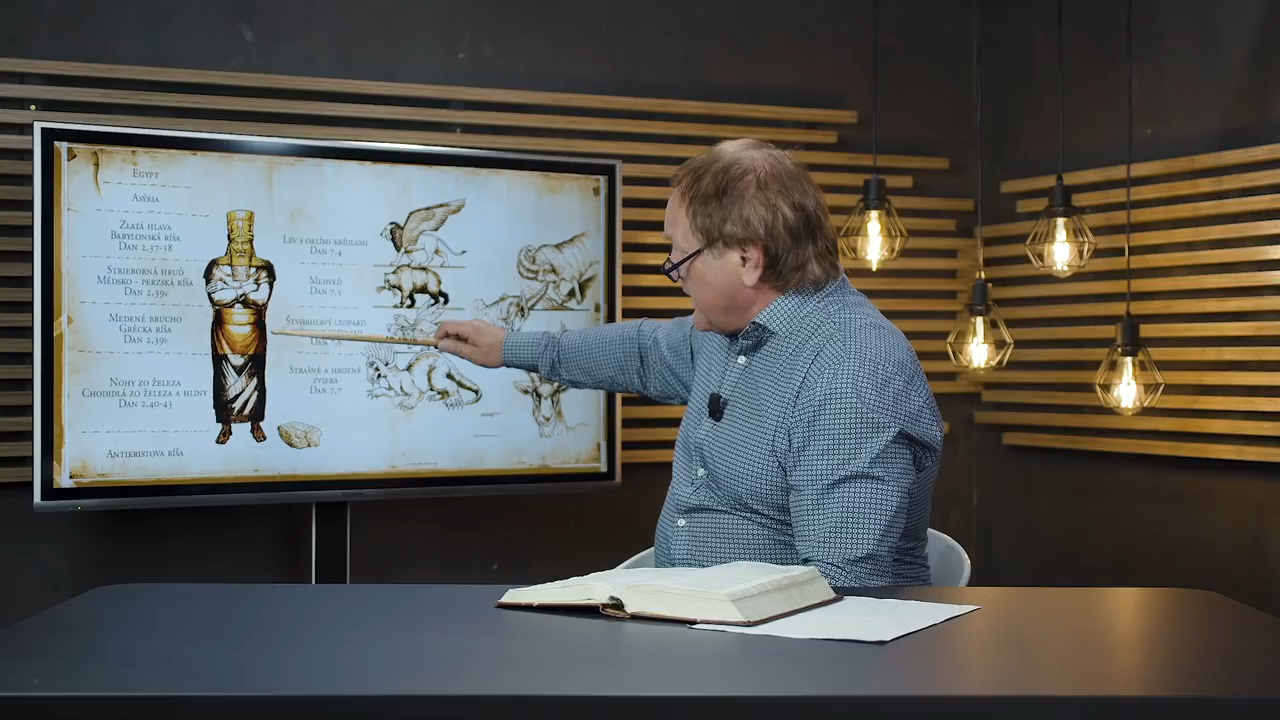 Egypt
Asýria
Zlatá hlava
Babylonská ríša
Dan 2,37-38
Strieborná hruď
Médsko - perzská ríša
Dan 2,39a
Medené brucho
Grécka ríša
Dan 2,39b
Nohy zo železa
Chodidlá zo železa a hliny
Dan 2,40-43
Antikristova ríša
Lev s orlími krídlami
Dan 7,4
Medveď
Dan 7,5
Štvorhlavý leopard
Strašné a hrozné
zviera
Dan 7,7